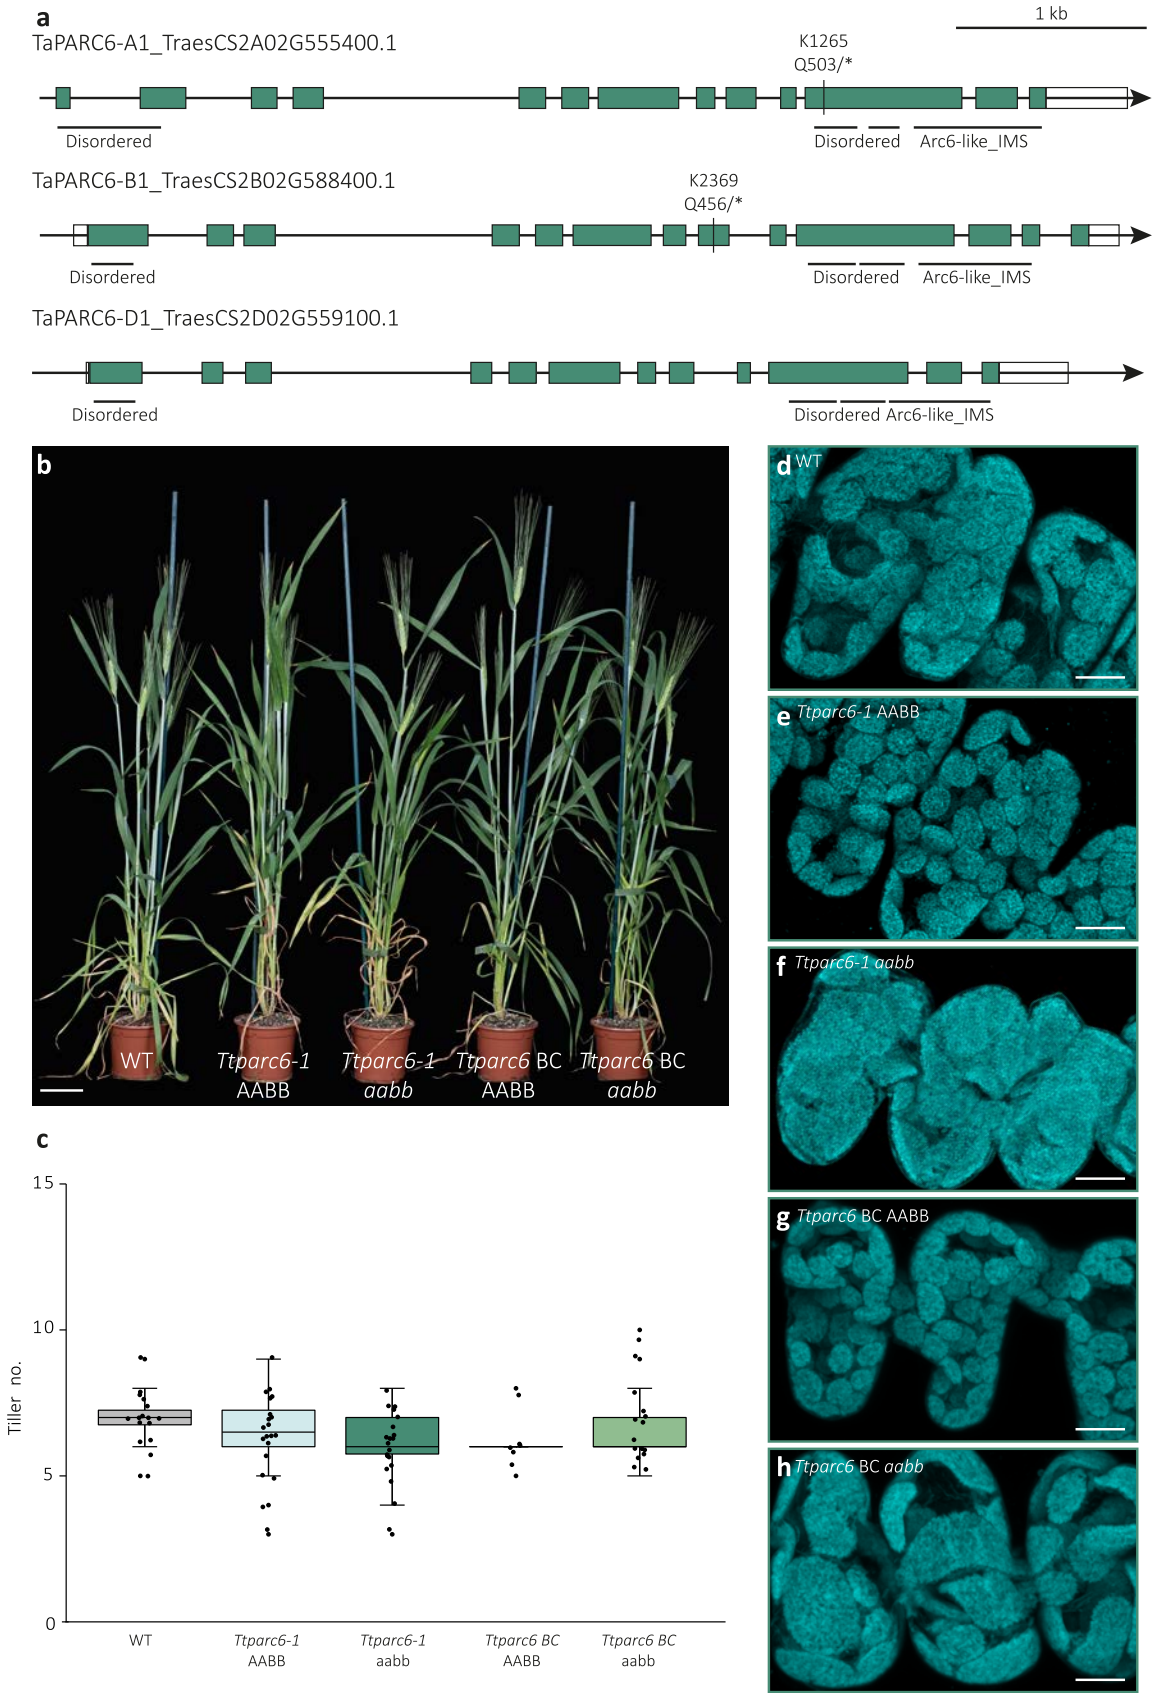 a
1 kb
TaPARC6-A1_TraesCS2A02G555400.1
K1265
Q503/*
Disordered
Disordered
Arc6-like_IMS
TaPARC6-B1_TraesCS2B02G588400.1
K2369
Q456/*
Disordered
Disordered
Arc6-like_IMS
TaPARC6-D1_TraesCS2D02G559100.1
Disordered
Disordered
Arc6-like_IMS
b
WT
Ttparc6-1
AABB
Ttparc6-1
aabb
Ttparc6 BC
AABB
Ttparc6 BC
aabb
c
Tiller no.
15
10
5
0
WT
Ttparc6-1
AABB
Ttparc6-1
aabb
Ttparc6 BC
AABB
Ttparc6 BC
aabb
d WT
e Ttparc6-1 AABB
f Ttparc6-1 aabb
g Ttparc6 BC AABB
h Ttparc6 BC aabb